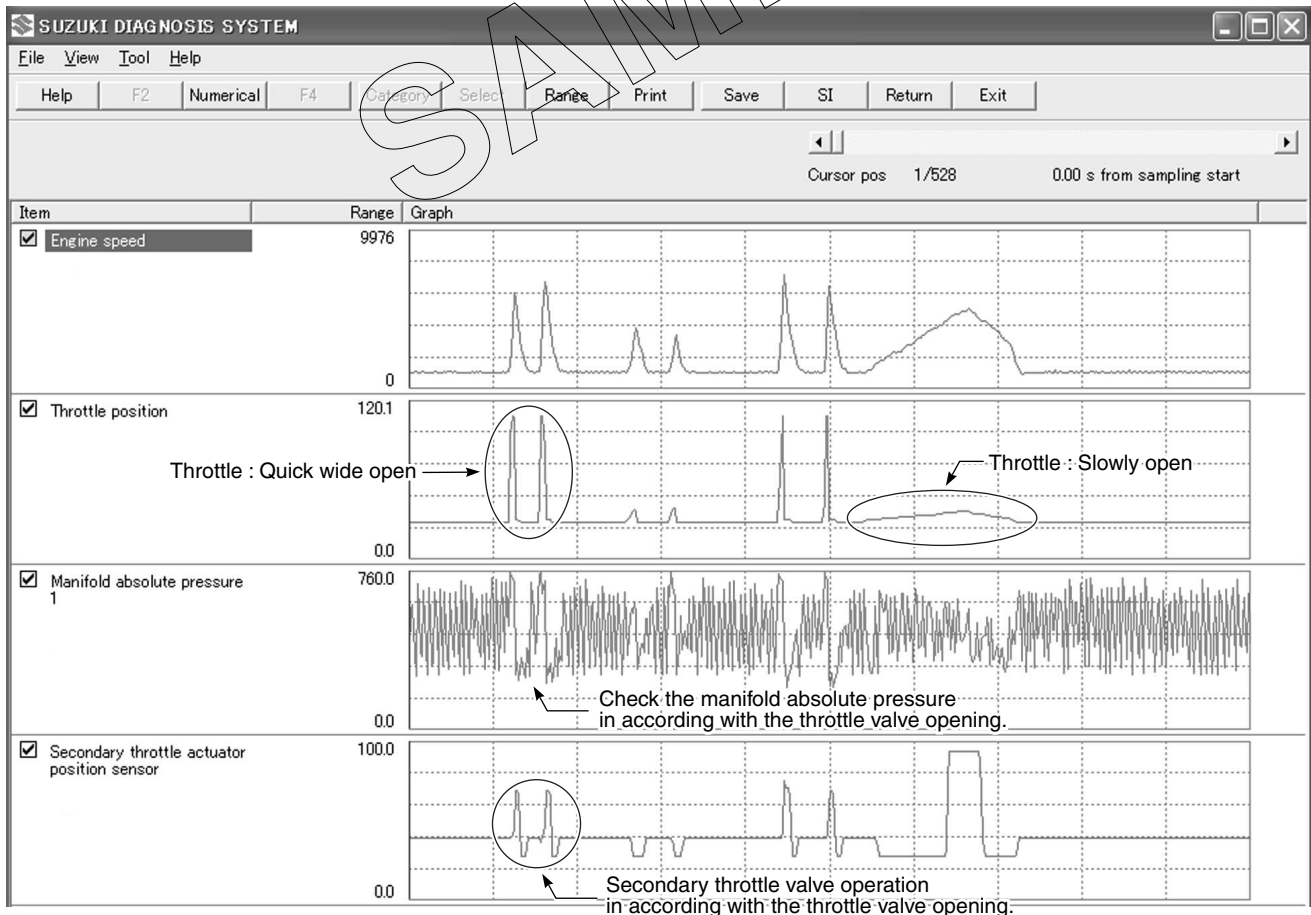 SUZUKI DIAGNOSIS SYSTEM
File View Tool Help
Help F2 Numerical F4 Category Select Range Print Save SI Return Exit
SAM
Cursor pos 1/528 0.00 s from sampling start
Item Range Graph
Engine speed 9976
0
Throttle position 120.1
Throttle : Quick wide open
Throttle : Slowly open
0.0
Manifold absolute pressure 760.0
1
Check the manifold absolute pressure
in according with the throttle valve opening.
0.0
Secondary throttle actuator 100.0
position sensor
Secondary throttle valve operation
in according with the throttle valve opening.
0.0